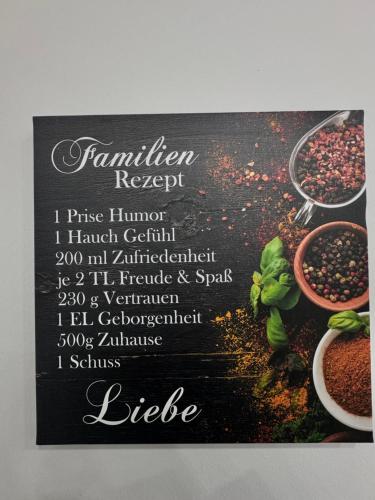 Familien
Rezept
1 Prise Humor
1 Hauch Gefühl
200 ml Zufriedenheit
je 2 TL Freude & Spaß
230 g Vertrauen
1 EL Geborgenheit
500g Zuhause
1 Schuss
Liebe